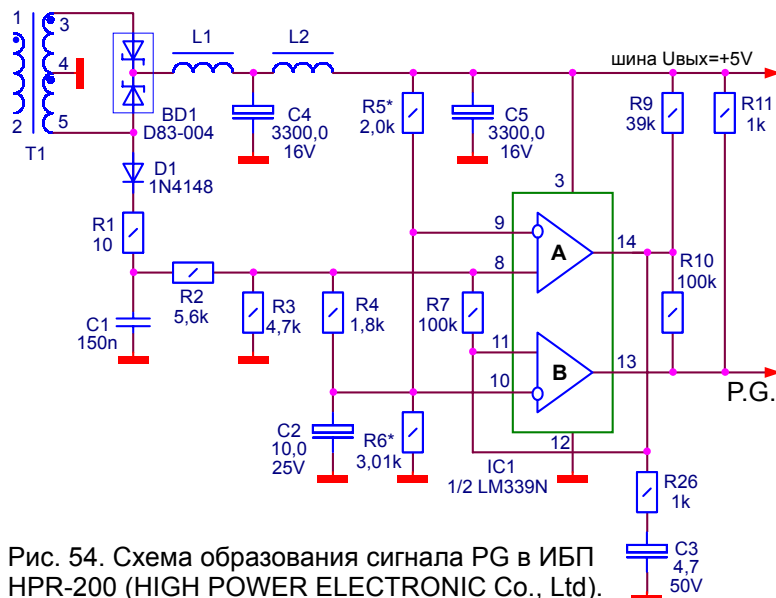 1
3
L1
L2
4
шина Uвых=+5V
2
5
BD1
D83-004
C4
3300,0
16V
R5*
2,0k
C5
3300,0
16V
R9
39k
R11
1k
T1
D1
1N4148
3
R1
10
9
A
14
8
R10
100k
R2
5,6k
R3
4,7k
R4
1,8k
R7
100k
C1
150n
11
B
13
10
P.G.
C2
10,0
25V
R6*
3,01k
12
IC1
1/2 LM339N
R26
1k
C3
4,7
50V
Рис. 54. Схема образования сигнала PG в ИБП
HPR-200 (HIGH POWER ELECTRONIC Co., Ltd).